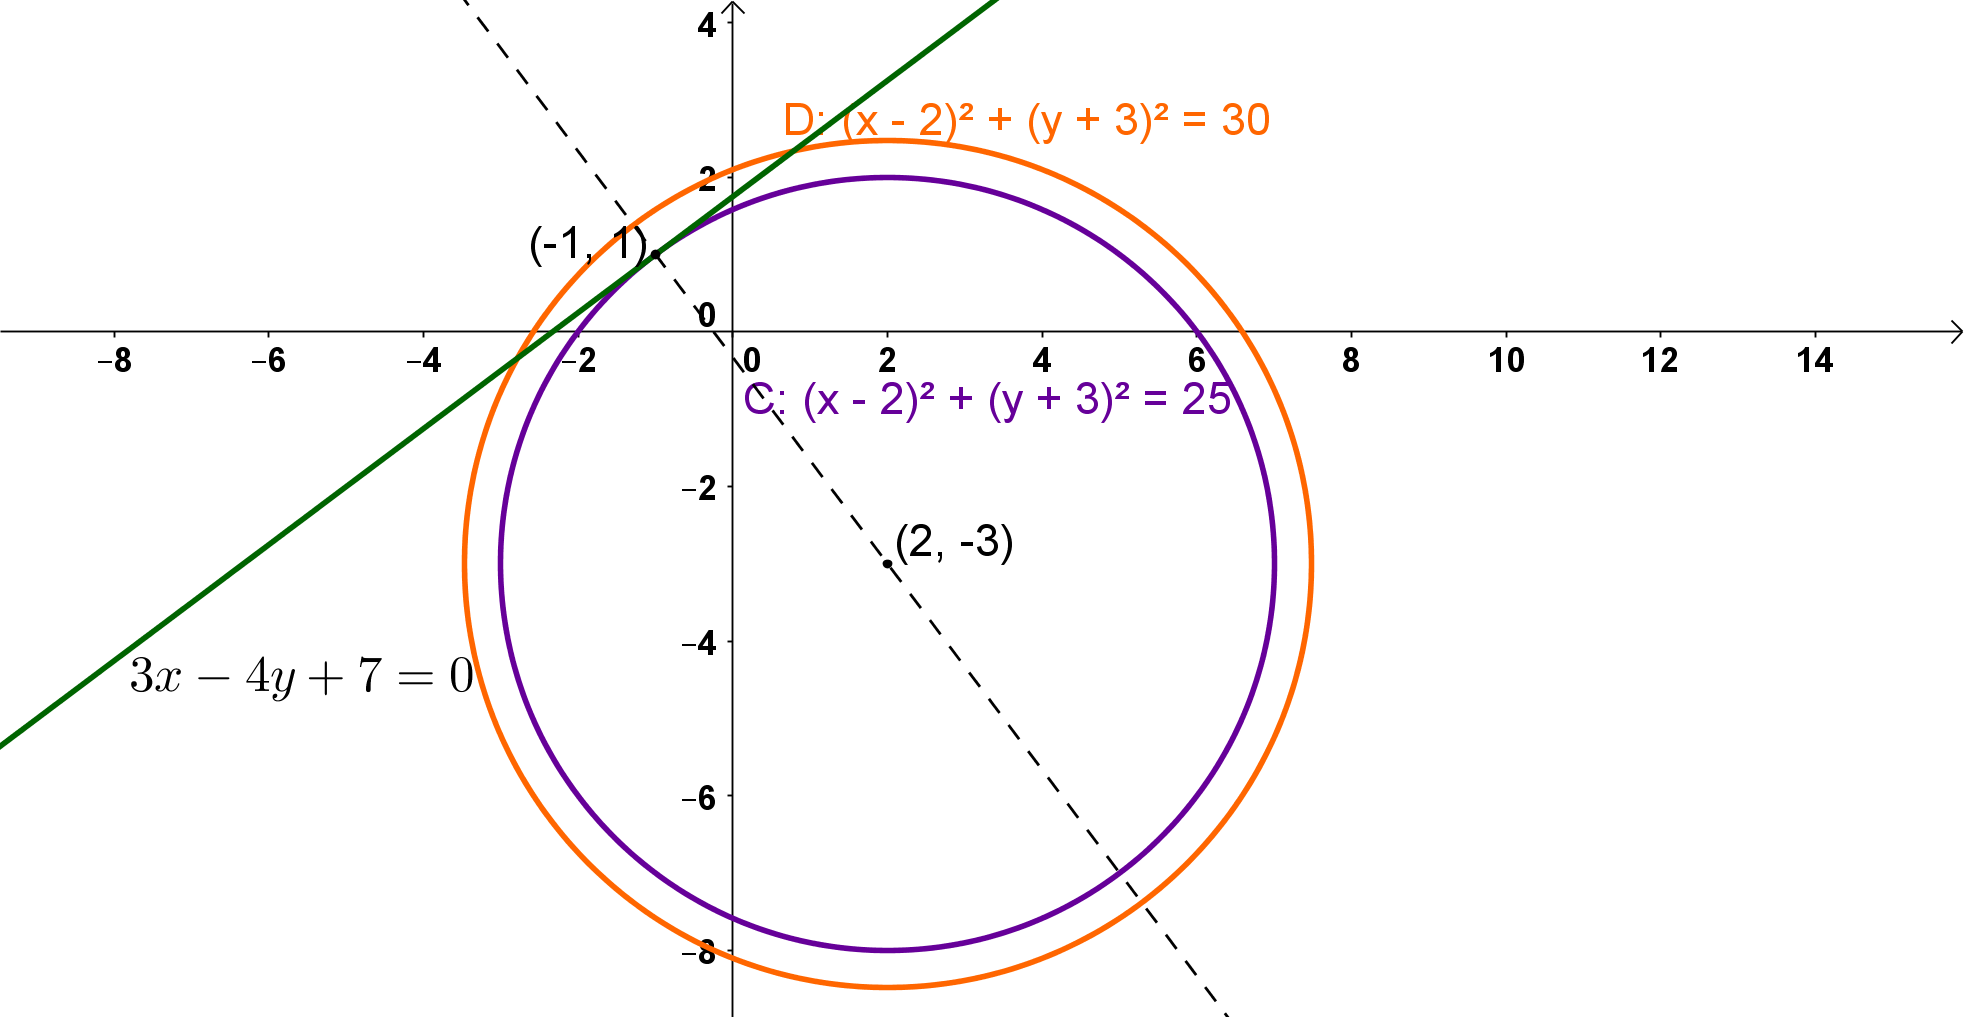 4
D: (x - 2)² + (y + 3)² = 30
2
(-1, 1)
0
−8 −6 −4 −2 0 2 4 6 8 10 12 14
C: (x - 2)² + (y + 3)² = 25
−2
(2, -3)
−4
3x − 4y + 7 = 0
−6
−8